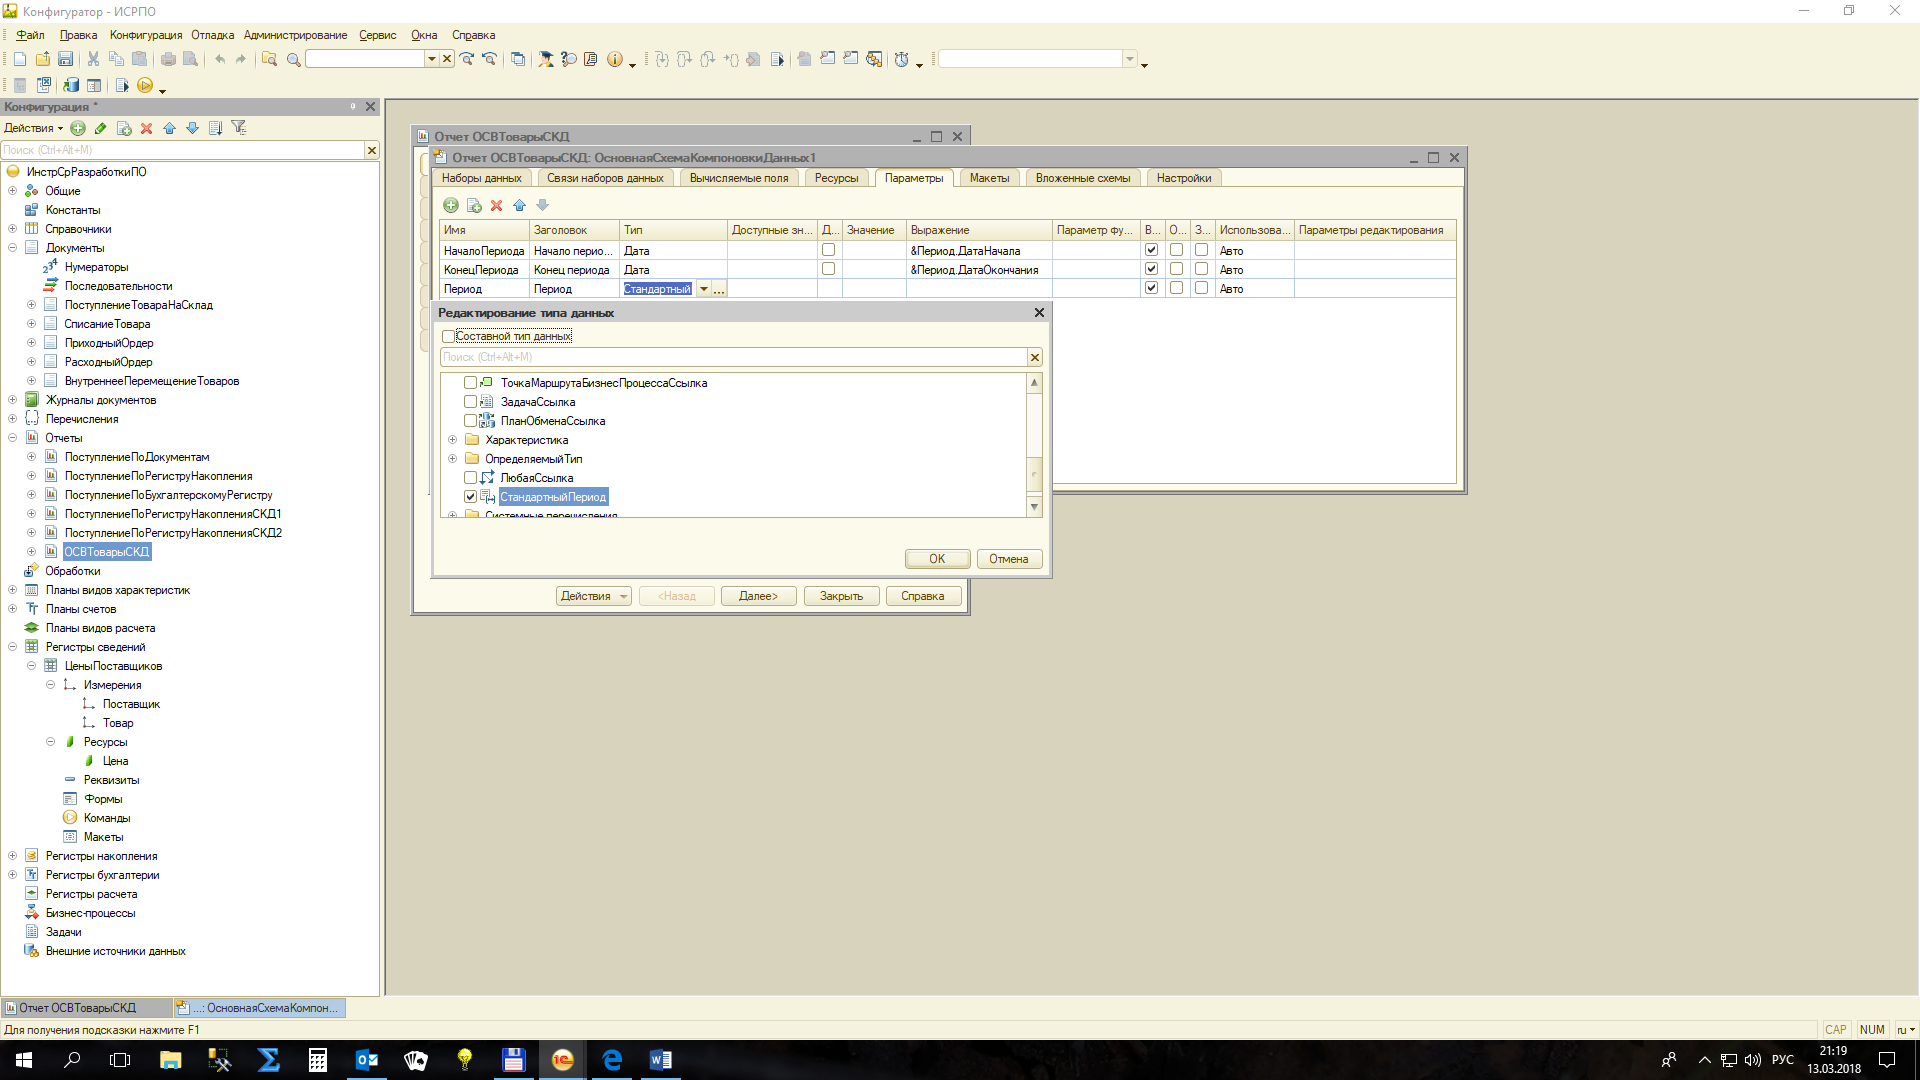 Конфигуратор - ИСРПО
Файл Правка Конфигурация Отладка Администрирование Сервис Окна Справка
Конфигурация *
Действия
Поиск (Ctrl+Alt+M)
ИнстрСрРазработкиПО
Общие
Константы
Справочники
Документы
Нумераторы
Последовательности
ПоступлениеТовараНаСклад
СписаниеТовара
ПриходныйОрдер
РасходныйОрдер
ВнутреннееПеремещениеТоваров
Журналы документов
Перечисления
Отчеты
ПоступлениеПоДокументам
ПоступлениеПоРегиструНакопления
ПоступлениеПоБухгалтерскомуРегистру
ПоступлениеПоРегиструНакопленияСКД1
ПоступлениеПоРегиструНакопленияСКД2
ОСВТоварыСКД
Обработки
Планы видов характеристик
Планы счетов
Планы видов расчета
Регистры сведений
ЦеныПоставщиков
Измерения
Поставщик
Товар
Ресурсы
Цена
Реквизиты
Формы
Команды
Макеты
Регистры накопления
Регистры бухгалтерии
Регистры расчета
Бизнес-процессы
Задачи
Внешние источники данных
Отчет ОСВТоварыСКД
Отчет ОСВТоварыСКД: ОсновнаяСхемаКомпоновкиДанных1
Наборы данных Связи наборов данных Вычисляемые поля Ресурсы Параметры Макеты Вложенные схемы Настройки
Имя Заголовок Тип Доступные зн... Д... Значение Выражение Параметр фу... В... О... З... Использова... Параметры редактирования
НачалоПериода Начало перио... Дата &Период.ДатаНачала Авто
КонецПериода Конец периода Дата &Период.ДатаОкончания Авто
Период Период Стандартный ... Авто
Редактирование типа данных
Составной тип данных
Поиск (Ctrl+Alt+M)
ТочкаМаршрутаБизнесПроцессаСсылка
ЗадачаСсылка
ПланОбменаСсылка
Характеристика
ОпределяемыйТип
ЛюбаяСсылка
СтандартныйПериод
Системные перечисления
OK Отмена
Действия <Назад Далее> Закрыть Справка
Отчет ОСВТоварыСКД ...: ОсновнаяСхемаКомпон...
Для получения подсказки нажмите F1
CAP NUM ru
РУС 21:19
13.03.2018